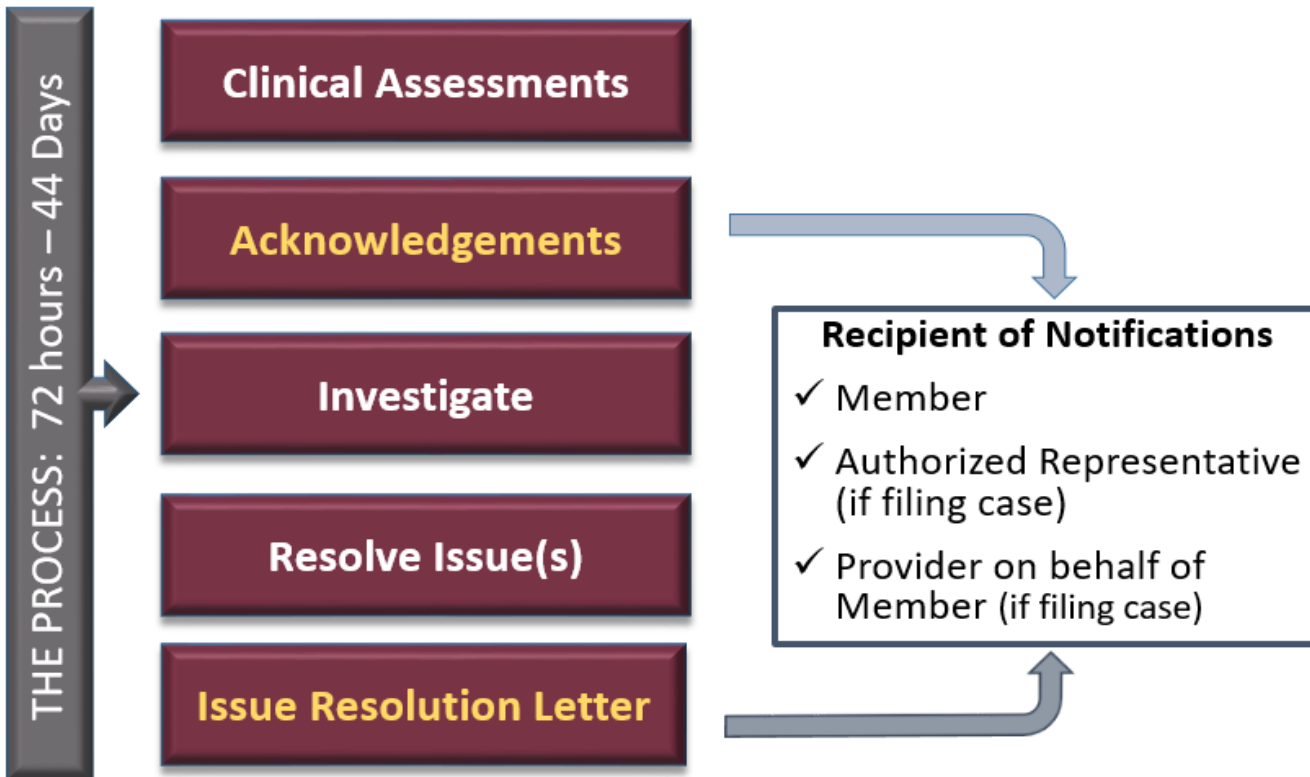 THE PROCESS: 72 hours – 44 Days
Clinical Assessments
Acknowledgements
Investigate
Resolve Issue(s)
Issue Resolution Letter
Recipient of Notifications
✓ Member
✓ Authorized Representative
(if filing case)
✓ Provider on behalf of
Member (if filing case)